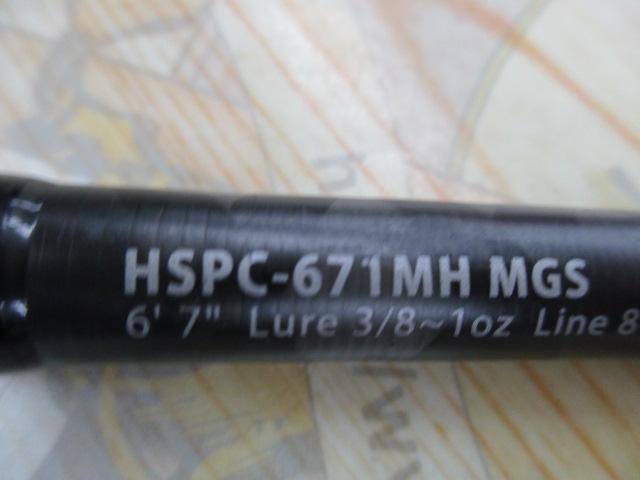 HSPC-671MH MGS
6' 7" Lure 3/8~1oz Line 8